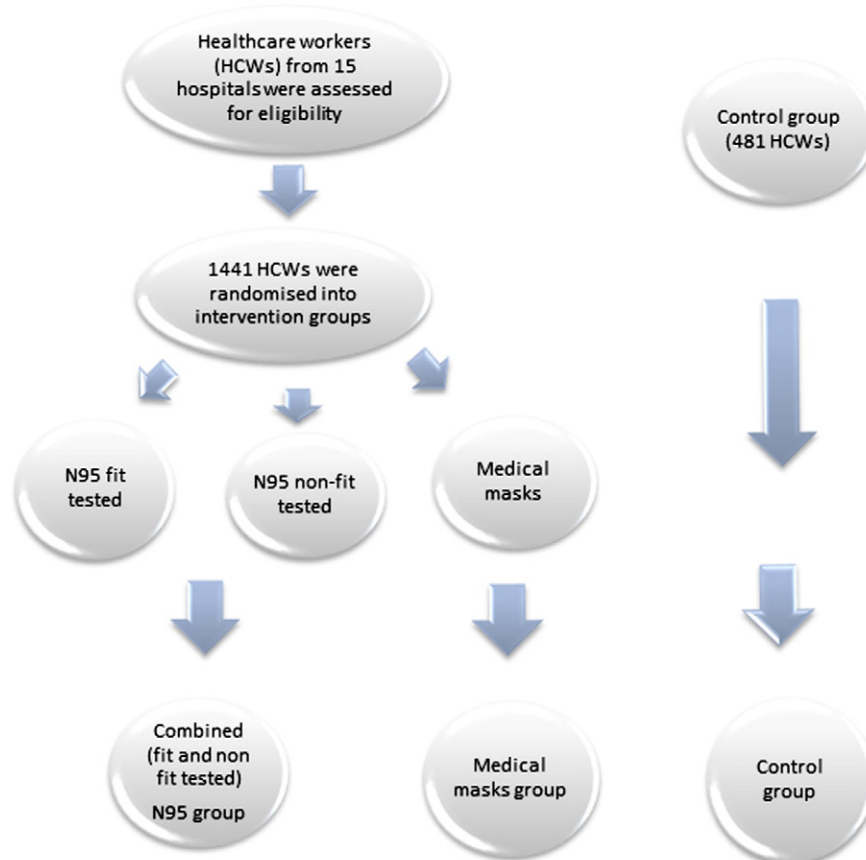 Healthcare workers
(HCWs) from 15
hospitals were assessed
for eligibility
Control group
(481 HCWs)
1441 HCWs were
randomised into
intervention groups
N95 fit
tested
N95 non-fit
tested
Medical
masks
Combined
(fit and non
fit tested)
N95 group
Medical
masks group
Control
group